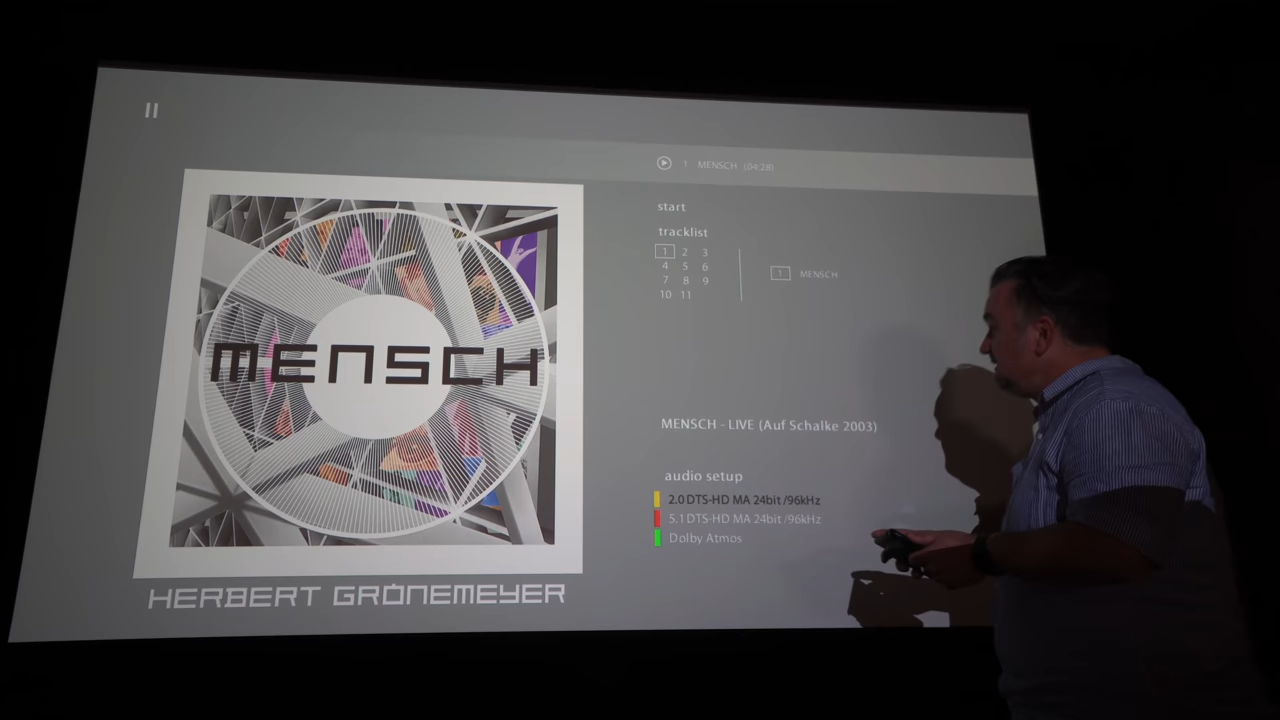 1 MENSCH (04:28)
start
tracklist
1 2 3
4 5 6
7 8 9
10 11
1 MENSCH
MENSCH
HERBERT GRÖNEMEYER
MENSCH - LIVE (Auf Schalke 2003)
audio setup
2.0 DTS-HD MA 24bit /96kHz
5.1 DTS-HD MA 24bit /96kHz
Dolby Atmos